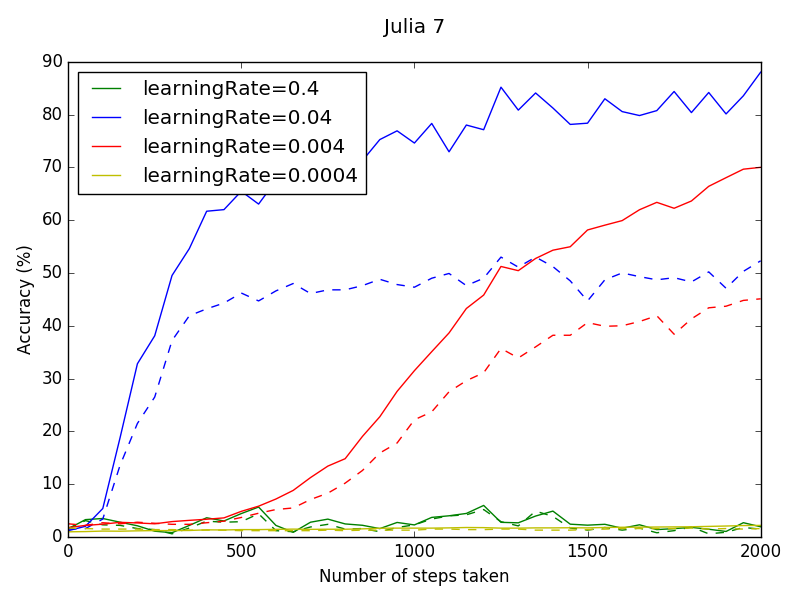 Julia 7
90
80
70
60
50
40
30
20
10
0
Accuracy (%)
learningRate=0.4
learningRate=0.04
learningRate=0.004
learningRate=0.0004
0
500
1000
1500
2000
Number of steps taken